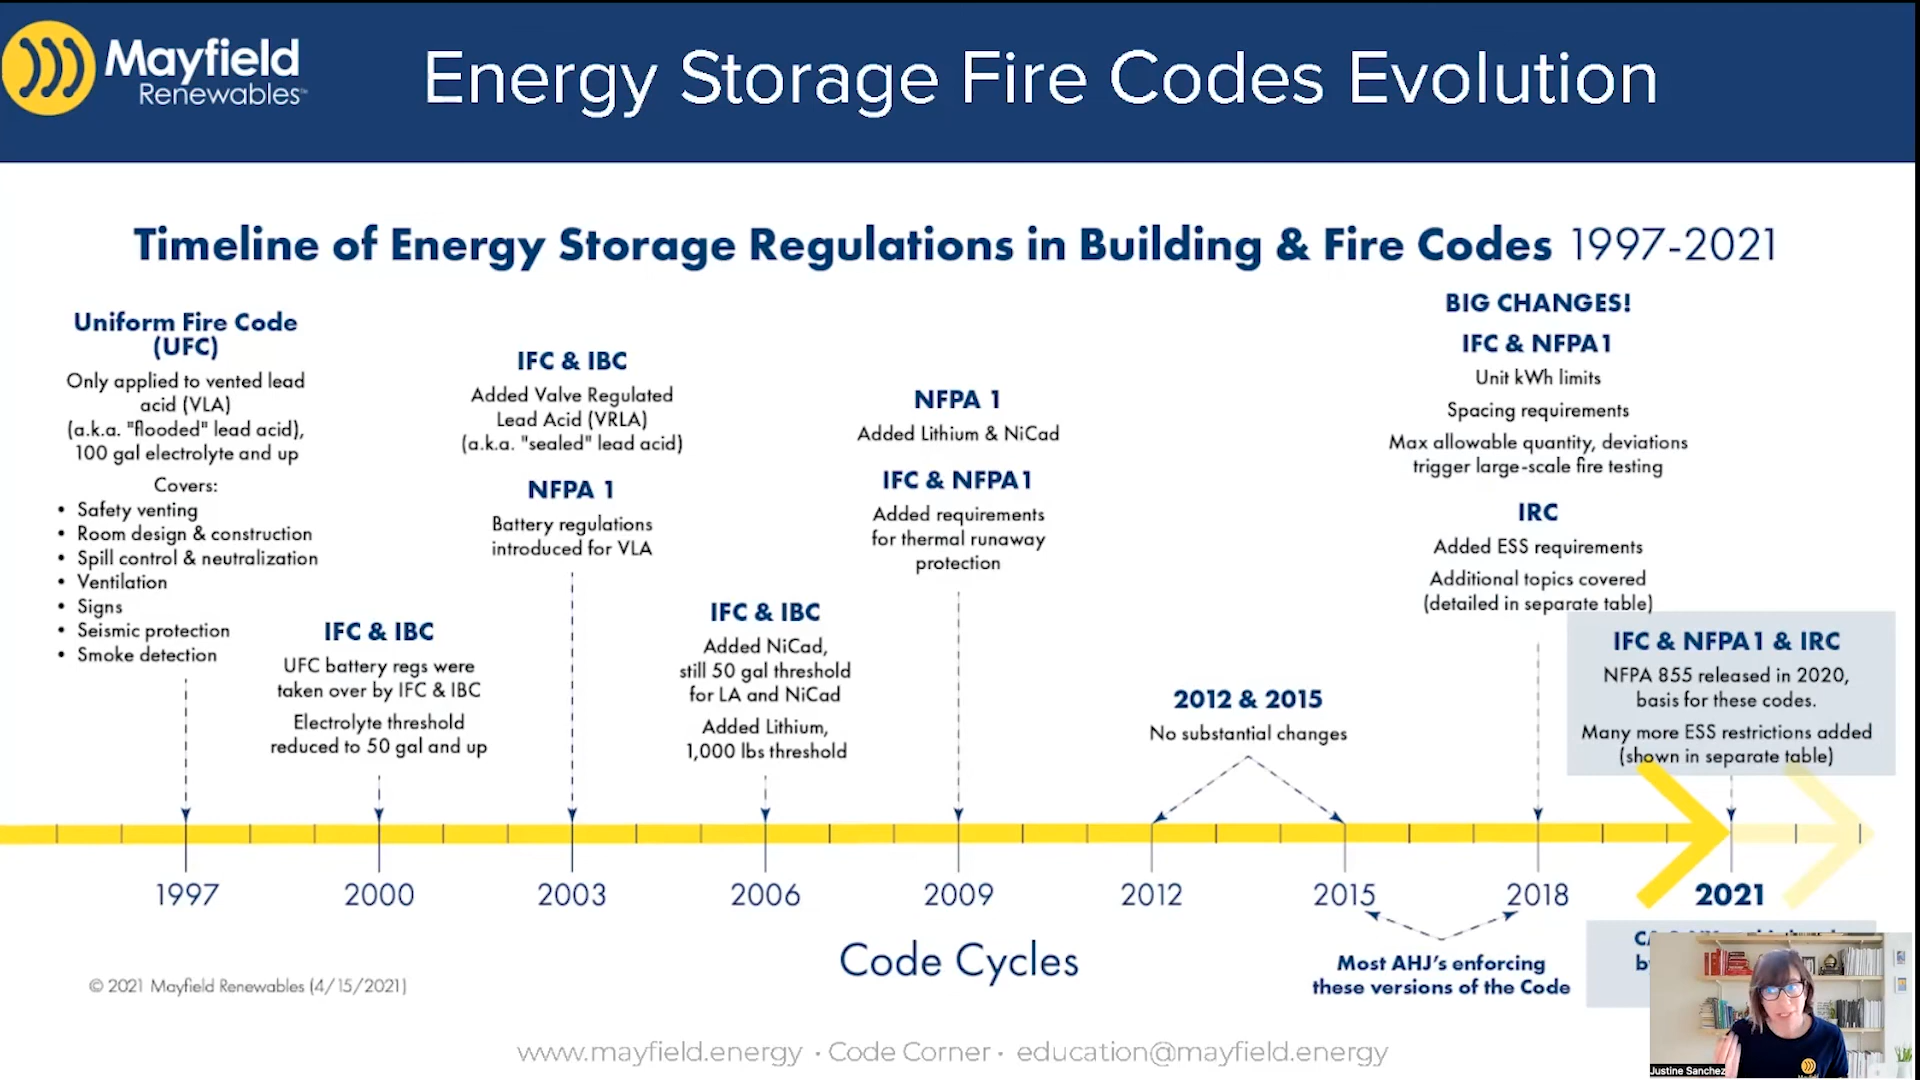 Mayfield
Renewables
Energy Storage Fire Codes Evolution
Timeline of Energy Storage Regulations in Building & Fire Codes 1997-2021
Uniform Fire Code
(UFC)
Only applied to vented lead
acid (VLA)
(a.k.a. "flooded" lead acid),
100 gal electrolyte and up
Covers:
• Safety venting
• Room design & construction
• Spill control & neutralization
• Ventilation
• Signs
• Seismic protection
• Smoke detection
IFC & IBC
UFC battery regs were
taken over by IFC & IBC
Electrolyte threshold
reduced to 50 gal and up
IFC & IBC
Added Valve Regulated
Lead Acid (VRLA)
(a.k.a. "sealed" lead acid)
NFPA 1
Battery regulations
introduced for VLA
IFC & IBC
Added NiCad,
still 50 gal threshold
for LA and NiCad
Added Lithium,
1,000 lbs threshold
NFPA 1
Added Lithium & NiCad
IFC & NFPA1
Added requirements
for thermal runaway
protection
2012 & 2015
No substantial changes
BIG CHANGES!
IFC & NFPA1
Unit kWh limits
Spacing requirements
Max allowable quantity, deviations
trigger large-scale fire testing
IRC
Added ESS requirements
Additional topics covered
(detailed in separate table)
IFC & NFPA1 & IRC
NFPA 855 released in 2020,
basis for these codes.
Many more ESS restrictions added
(shown in separate table)
1997
2000
2003
2006
2009
2012
2015
2018
2021
Code Cycles
Most AHJ's enforcing
these versions of the Code
© 2021 Mayfield Renewables (4/15/2021)
www.mayfield.energy • Code Corner • education@mayfield.energy
Justine Sanchez